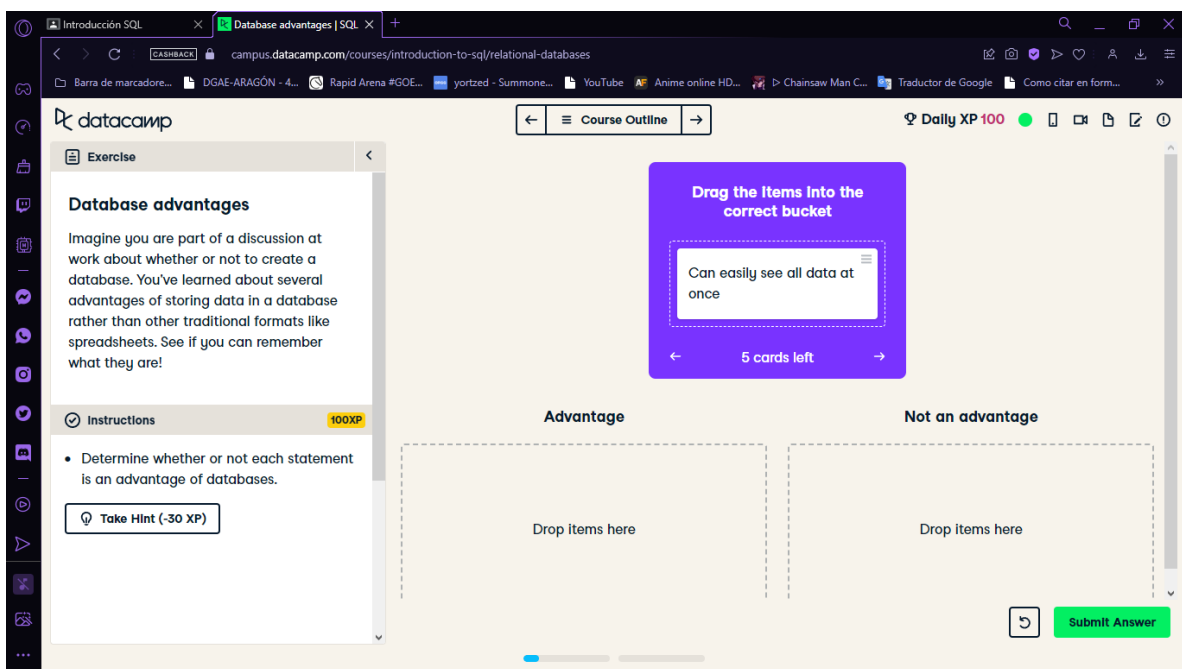 Introducción SQL
Database advantages | SQL
CASHBACK
campus.datacamp.com/courses/introduction-to-sql/relational-databases
Barra de marcadore...
DGAE-ARAGÓN - 4...
Rapid Arena #GOE...
yortzed - Summone...
YouTube
AF Anime online HD...
▷ Chainsaw Man C...
Traductor de Google
Como citar en form...
datacamp
Course Outline
Daily XP 100
Exercise
Database advantages
Imagine you are part of a discussion at
work about whether or not to create a
database. You've learned about several
advantages of storing data in a database
rather than other traditional formats like
spreadsheets. See if you can remember
what they are!
Instructions
100XP
• Determine whether or not each statement
is an advantage of databases.
Take Hint (-30 XP)
Drag the items into the
correct bucket
Can easily see all data at
once
5 cards left
Advantage
Not an advantage
Drop items here
Drop items here
Submit Answer